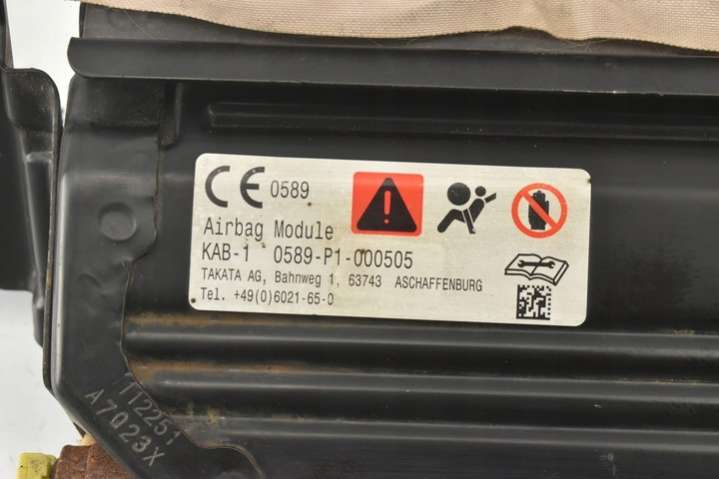 CE 0589
Airbag Module
KAB-1 0589-P1-000505
TAKATA AG, Bahnweg 1, 63743 ASCHAFFENBURG
Tel. +49(0)6021-65-0
112251
A7Q23X